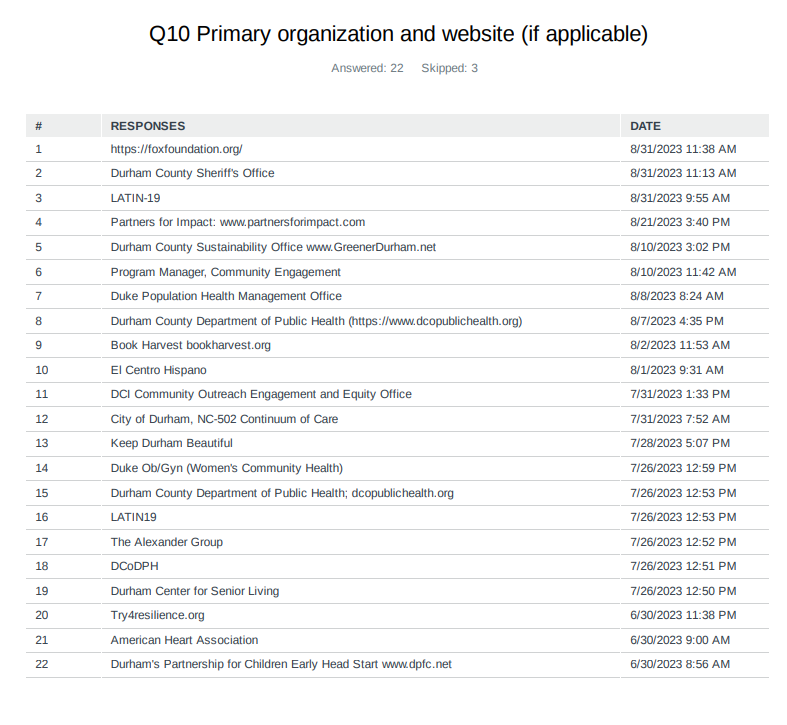 Q10 Primary organization and website (if applicable)
Answered: 22 Skipped: 3
# RESPONSES DATE
1 https://foxfoundation.org/ 8/31/2023 11:38 AM
2 Durham County Sheriff's Office 8/31/2023 11:13 AM
3 LATIN-19 8/31/2023 9:55 AM
4 Partners for Impact: www.partnersforimpact.com 8/21/2023 3:40 PM
5 Durham County Sustainability Office www.GreenerDurham.net 8/10/2023 3:02 PM
6 Program Manager, Community Engagement 8/10/2023 11:42 AM
7 Duke Population Health Management Office 8/8/2023 8:24 AM
8 Durham County Department of Public Health (https://www.dcopublichealth.org) 8/7/2023 4:35 PM
9 Book Harvest bookharvest.org 8/2/2023 11:53 AM
10 El Centro Hispano 8/1/2023 9:31 AM
11 DCI Community Outreach Engagement and Equity Office 7/31/2023 1:33 PM
12 City of Durham, NC-502 Continuum of Care 7/31/2023 7:52 AM
13 Keep Durham Beautiful 7/28/2023 5:07 PM
14 Duke Ob/Gyn (Women's Community Health) 7/26/2023 12:59 PM
15 Durham County Department of Public Health; dcopublichealth.org 7/26/2023 12:53 PM
16 LATIN19 7/26/2023 12:53 PM
17 The Alexander Group 7/26/2023 12:52 PM
18 DCoDPH 7/26/2023 12:51 PM
19 Durham Center for Senior Living 7/26/2023 12:50 PM
20 Try4resilience.org 6/30/2023 11:38 PM
21 American Heart Association 6/30/2023 9:00 AM
22 Durham's Partnership for Children Early Head Start www.dpfc.net 6/30/2023 8:56 AM